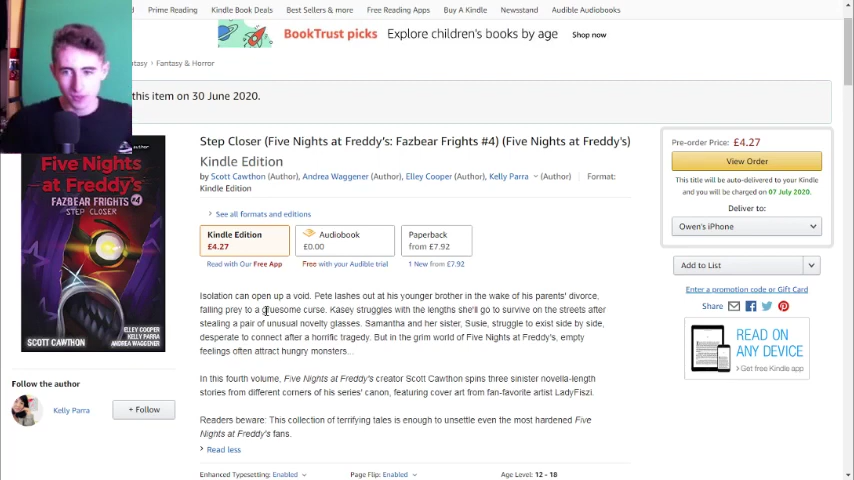 Prime Reading Kindle Book Deals Best Sellers & more Free Reading Apps Buy A Kindle Newsstand Audible Audiobooks
BookTrust picks Explore children's books by age Shop now
Fantasy & Horror
this item on 30 June 2020.
Step Closer (Five Nights at Freddy's: Fazbear Frights #4) (Five Nights at Freddy's)
Kindle Edition
by Scott Cawthon (Author), Andrea Waggener (Author), Elley Cooper (Author), Kelly Parra (Author) Format:
Kindle Edition
See all formats and editions
Kindle Edition
£4.27
Audiobook
£0.00
Paperback
from £7.92
Read with Our Free App
Free with your Audible trial
1 New from £7.92
Isolation can open up a void. Pete lashes out at his younger brother in the wake of his parents' divorce,
falling prey to a gruesome curse. Kasey struggles with the lengths she'll go to survive on the streets after
stealing a pair of unusual novelty glasses. Samantha and her sister, Susie, struggle to exist side by side,
desperate to connect after a horrific tragedy. But in the grim world of Five Nights at Freddy's, empty
feelings often attract hungry monsters...
In this fourth volume, Five Nights at Freddy's creator Scott Cawthon spins three sinister novella-length
stories from different corners of his series' canon, featuring cover art from fan-favorite artist LadyFiszi.
Readers beware: This collection of terrifying tales is enough to unsettle even the most hardened Five
Nights at Freddy's fans.
Read less
Enhanced Typesetting: Enabled Page Flip: Enabled Age Level: 12 - 18
Five Nights
at Freddy's
FAZBEAR FRIGHTS #4
STEP CLOSER
SCOTT CAWTHON
ELLEY COOPER
KELLY PARRA
ANDREA WAGGENER
Follow the author
Kelly Parra
+ Follow
Pre-order Price: £4.27
View Order
This title will be auto-delivered to your Kindle
and you will be charged on 07 July 2020.
Deliver to:
Owen's iPhone
Add to List
Enter a promotion code or Gift Card
Share
READ ON
ANY DEVICE
Get free Kindle app